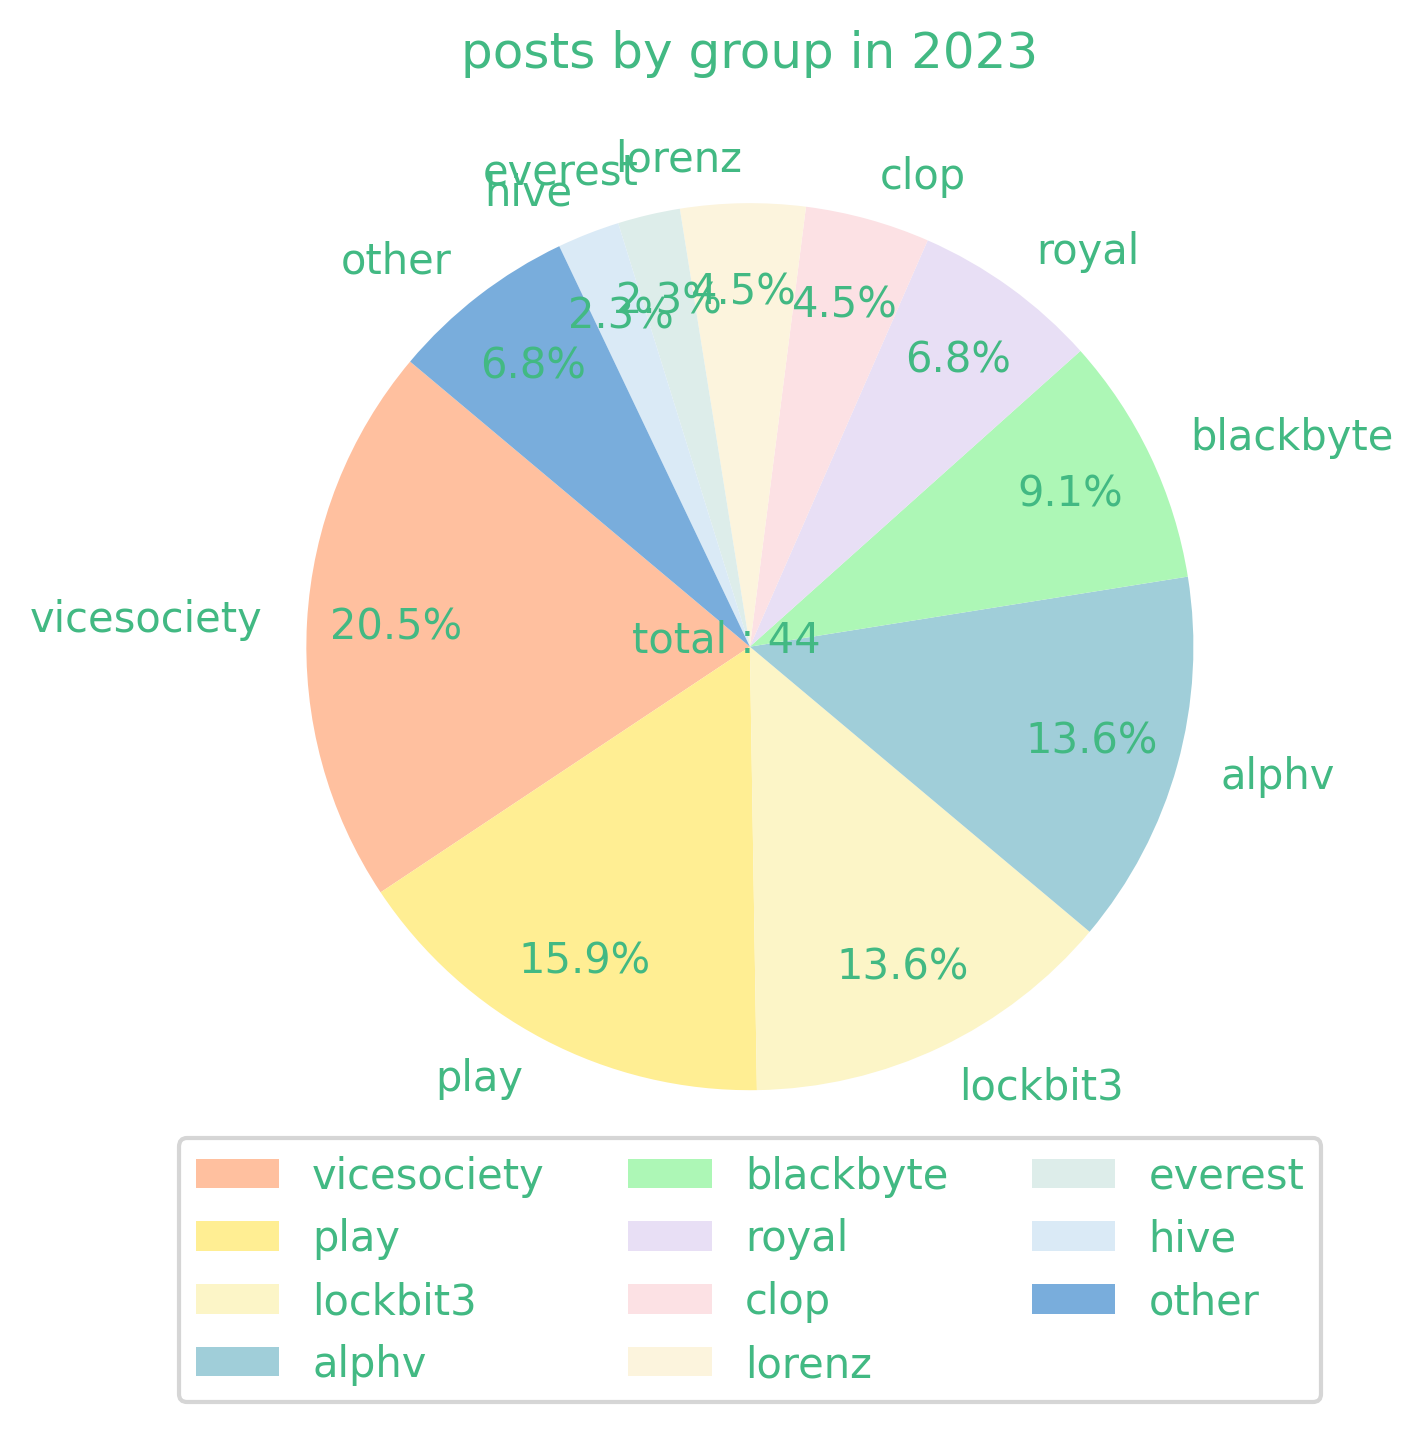 posts by group in 2023
lorenz
everest
clop
hive
royal
other
4.5%
2.3%
4.5%
2.3%
6.8%
6.8%
blackbyte
9.1%
vicesociety
20.5%
total : 44
13.6%
alphv
15.9%
13.6%
play
lockbit3
vicesociety
play
lockbit3
alphv
blackbyte
royal
clop
lorenz
everest
hive
other